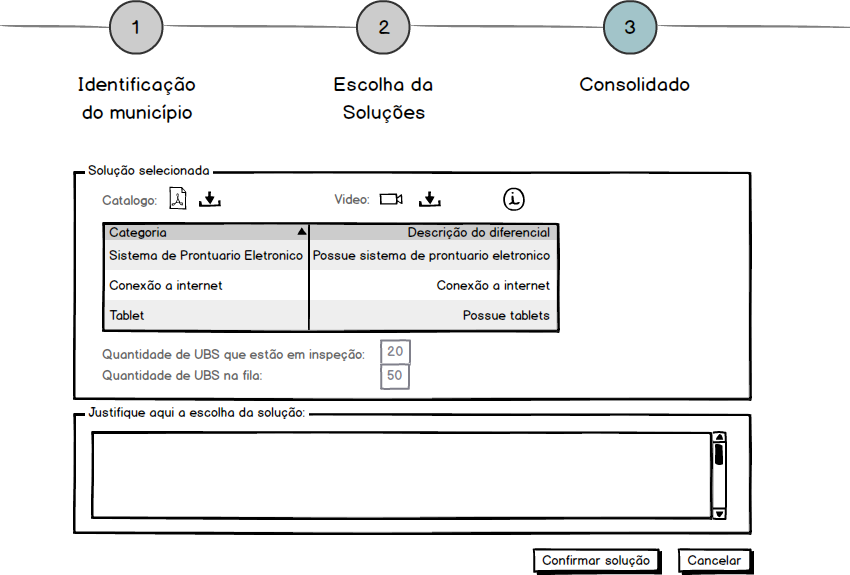 1
2
3
Identificação
do município
Escolha da
Soluções
Consolidado
Solução selecionada
Catalogo:
Video:
Categoria
Descrição do diferencial
Sistema de Prontuario Eletronico
Possue sistema de prontuario eletronico
Conexão a internet
Conexão a internet
Tablet
Possue tablets
Quantidade de UBS que estão em inspeção:
20
Quantidade de UBS na fila:
50
Justifique aqui a escolha da solução:
Confirmar solução
Cancelar